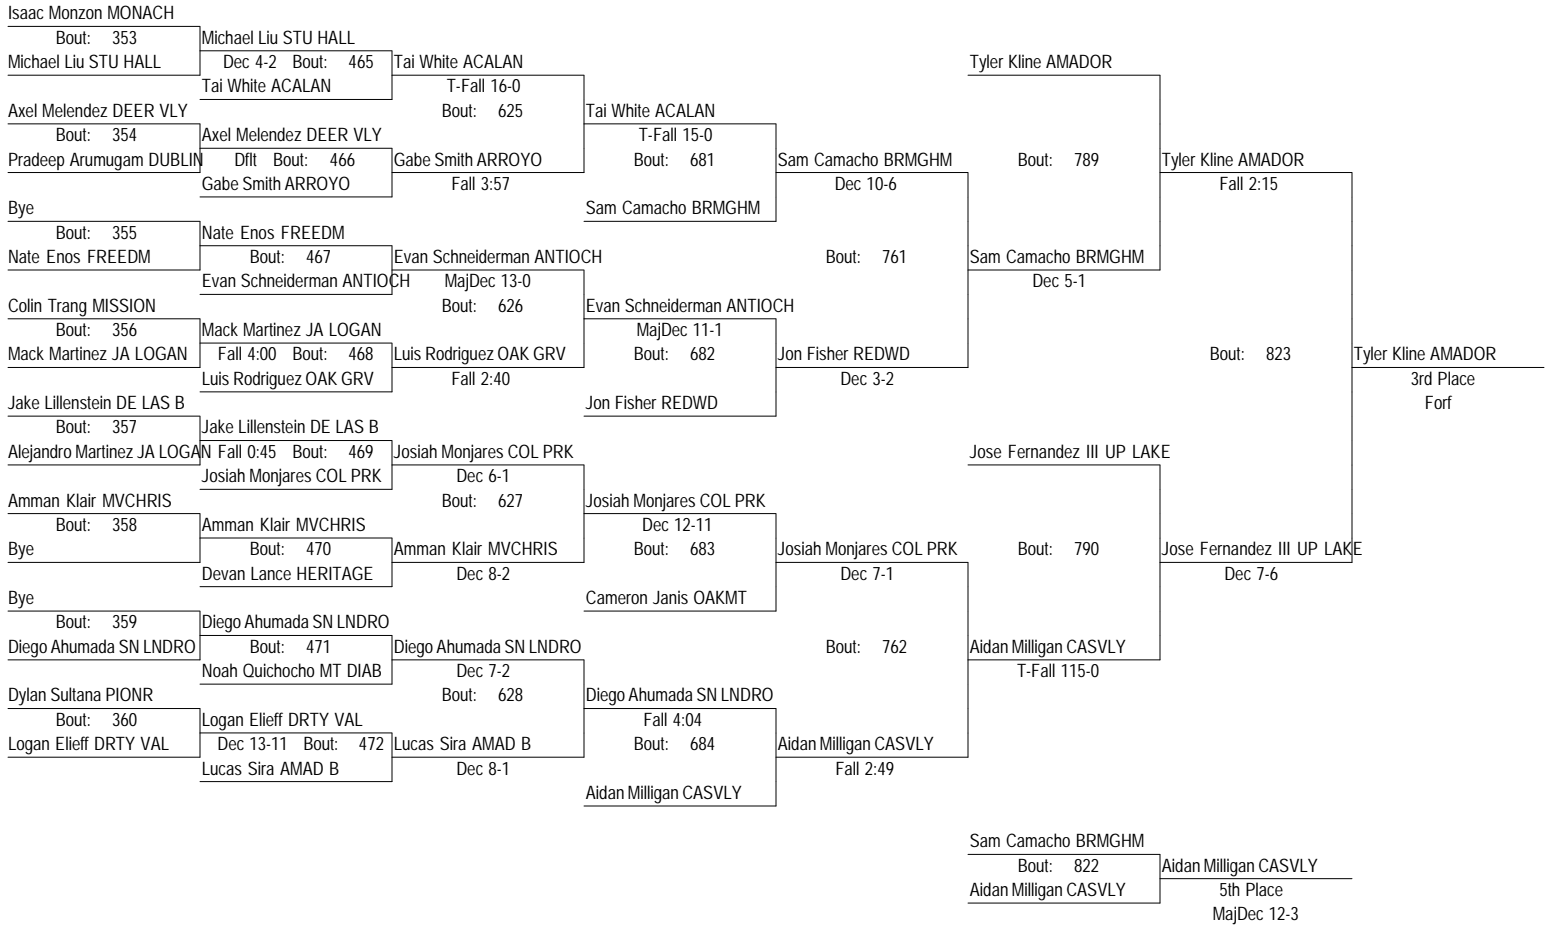 Isaac Monzon MONACH
Bout: 353
Michael Liu STU HALL
Axel Melendez DEER VLY
Bout: 354
Pradeep Arumugam DUBLIN
Bye
Bout: 355
Nate Enos FREEDM
Colin Trang MISSION
Bout: 356
Mack Martinez JA LOGAN
Jake Lillenstein DE LAS B
Bout: 357
Alejandro Martinez JA LOGAN
Amman Klair MVCHRIS
Bout: 358
Bye
Bye
Bout: 359
Diego Ahumada SN LNDRO
Dylan Sultana PIONR
Bout: 360
Logan Elieff DRTY VAL
Michael Liu STU HALL
Dec 4-2 Bout: 465
Tai White ACALAN
Axel Melendez DEER VLY
Dflt Bout: 466
Gabe Smith ARROYO
Nate Enos FREEDM
Bout: 467
Evan Schneiderman ANTIOCH
Mack Martinez JA LOGAN
Fall 4:00 Bout: 468
Luis Rodriguez OAK GRV
Jake Lillenstein DE LAS B
Fall 0:45 Bout: 469
Josiah Monjares COL PRK
Amman Klair MVCHRIS
Bout: 470
Devan Lance HERITAGE
Diego Ahumada SN LNDRO
Bout: 471
Noah Quichocho MT DIAB
Logan Elieff DRTY VAL
Dec 13-11 Bout: 472
Lucas Sira AMAD B
Tai White ACALAN
T-Fall 16-0
Bout: 625
Gabe Smith ARROYO
Fall 3:57
Evan Schneiderman ANTIOCH
MajDec 13-0
Bout: 626
Luis Rodriguez OAK GRV
Fall 2:40
Josiah Monjares COL PRK
Dec 6-1
Bout: 627
Amman Klair MVCHRIS
Dec 8-2
Diego Ahumada SN LNDRO
Dec 7-2
Bout: 628
Lucas Sira AMAD B
Dec 8-1
Tai White ACALAN
T-Fall 15-0
Bout: 681
Sam Camacho BRMGHM
Evan Schneiderman ANTIOCH
MajDec 11-1
Bout: 682
Jon Fisher REDWD
Josiah Monjares COL PRK
Dec 12-11
Bout: 683
Cameron Janis OAKMT
Diego Ahumada SN LNDRO
Fall 4:04
Bout: 684
Aidan Milligan CASVLY
Sam Camacho BRMGHM
Dec 10-6
Bout: 761
Jon Fisher REDWD
Dec 3-2
Josiah Monjares COL PRK
Dec 7-1
Bout: 762
Aidan Milligan CASVLY
Fall 2:49
Tyler Kline AMADOR
Bout: 789
Sam Camacho BRMGHM
Dec 5-1
Jose Fernandez III UP LAKE
Bout: 790
Aidan Milligan CASVLY
T-Fall 115-0
Tyler Kline AMADOR
Fall 2:15
Bout: 823
Jose Fernandez III UP LAKE
Dec 7-6
Tyler Kline AMADOR
3rd Place
Forf
Sam Camacho BRMGHM
Bout: 822
Aidan Milligan CASVLY
Aidan Milligan CASVLY
5th Place
MajDec 12-3